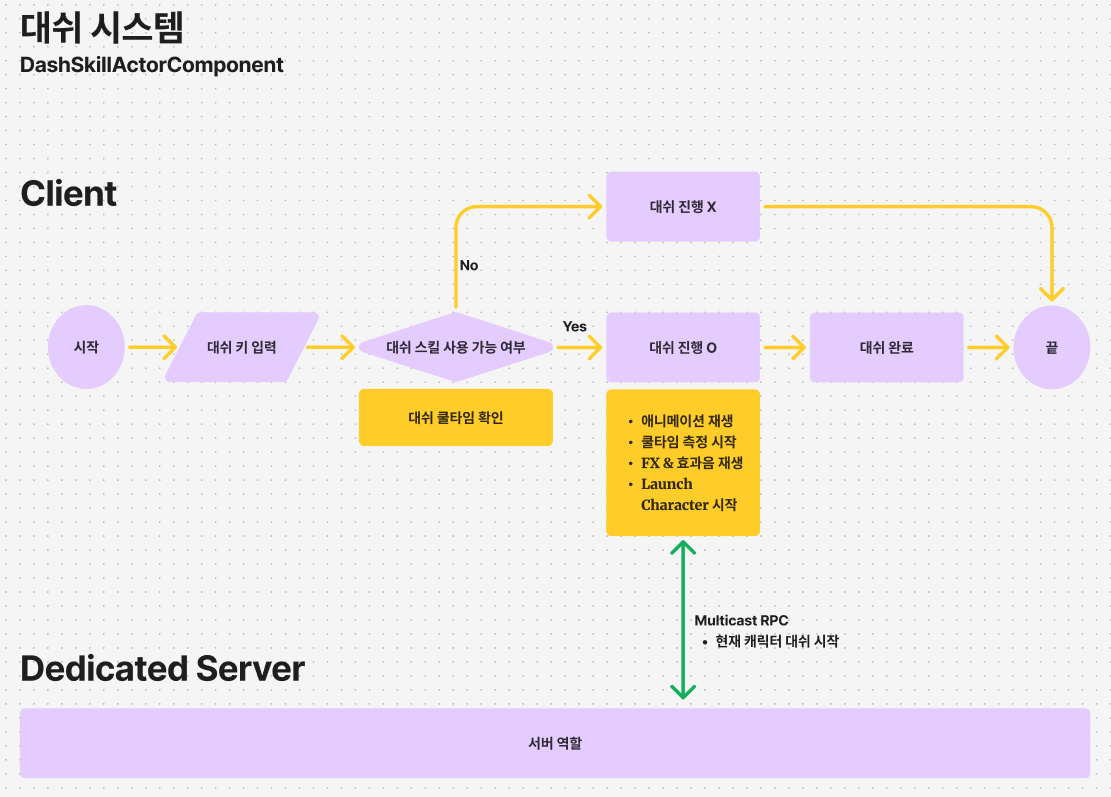 대쉬 시스템
DashSkillActorComponent
Client
대쉬 진행 X
No
Yes
시작
대쉬 키 입력
대쉬 스킬 사용 가능 여부
대쉬 진행 O
대쉬 완료
끝
대쉬 쿨타임 확인
• 애니메이션 재생
• 쿨타임 측정 시작
• FX & 효과음 재생
• Launch
Character 시작
Multicast RPC
• 현재 캐릭터 대쉬 시작
Dedicated Server
서버 역할